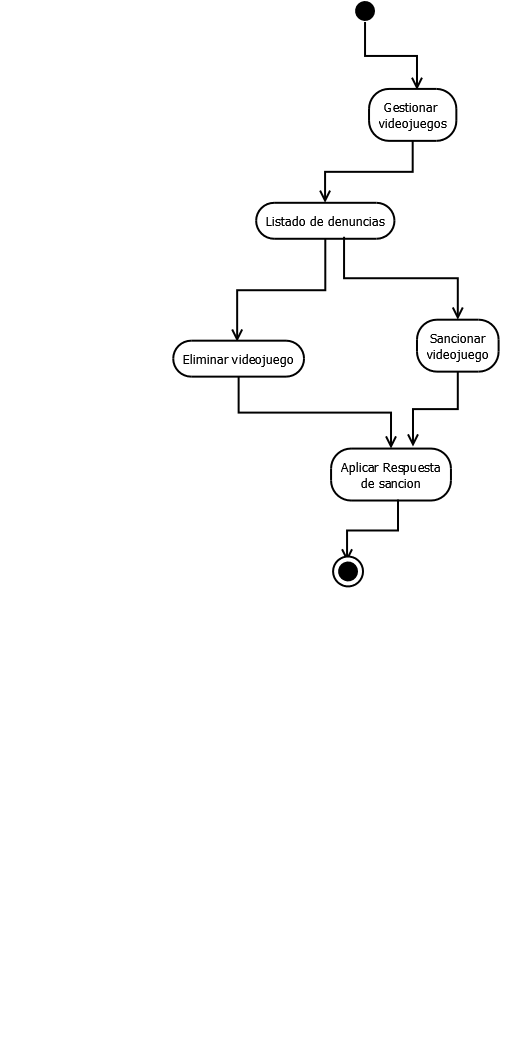 Gestionar
videojuegos
Listado de denuncias
Eliminar videojuego
Sancionar
videojuego
Aplicar Respuesta
de sancion